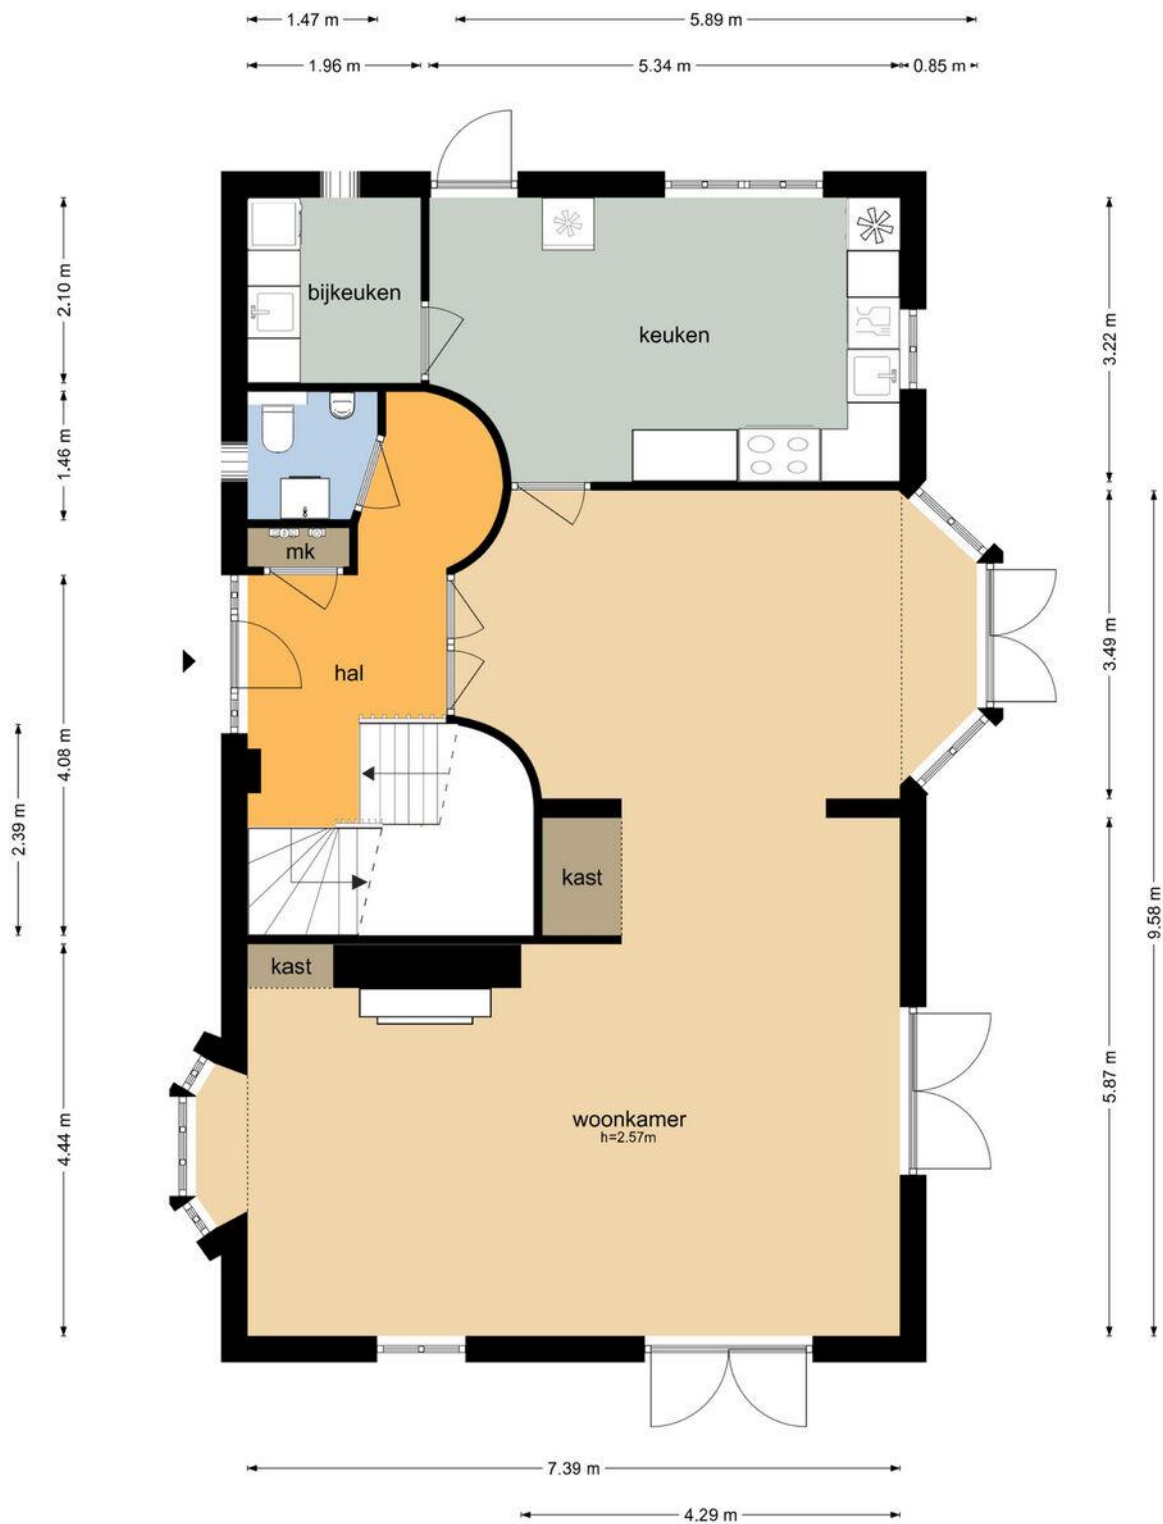 1.47 m
5.89 m
1.96 m
5.34 m
0.85 m
2.10 m
bijkeuken
keuken
3.22 m
1.46 m
mk
hal
3.49 m
4.08 m
2.39 m
kast
9.58 m
kast
5.87 m
4.44 m
woonkamer
h=2.57m
7.39 m
4.29 m